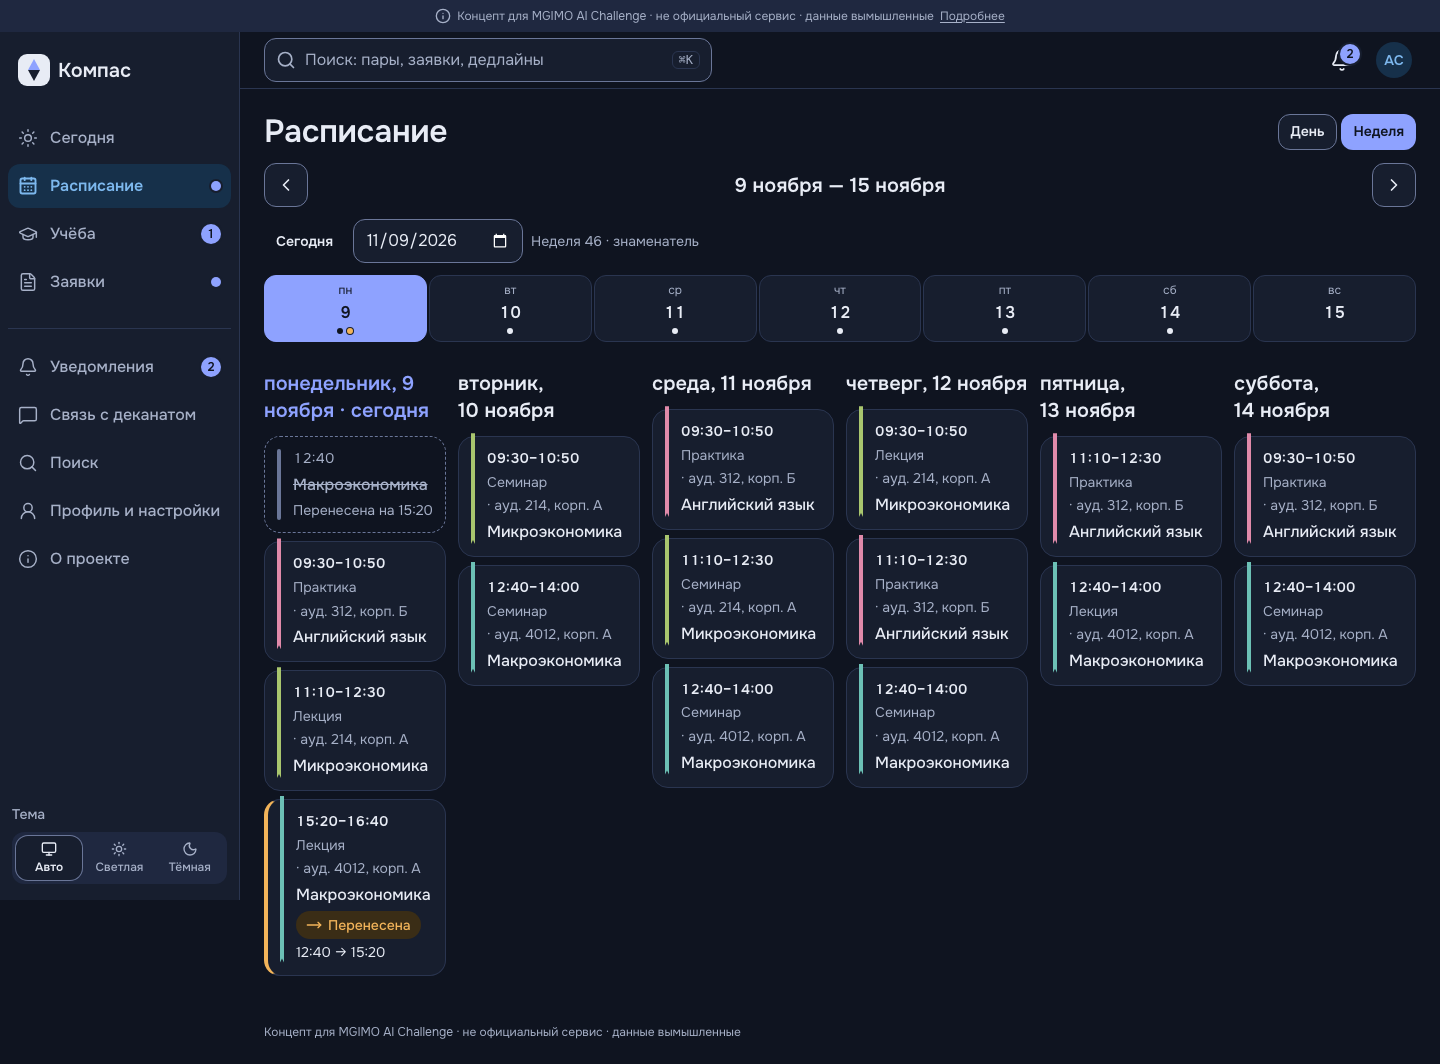 Концепт для MGIMO AI Challenge · не официальный сервис · данные вымышленные Подробнее
Компас
Поиск: пары, заявки, дедлайны
⌘K
2
АС
Сегодня
Расписание
Учёба
1
Заявки
Уведомления
2
Связь с деканатом
Поиск
Профиль и настройки
О проекте
Тема
Авто
Светлая
Тёмная
Расписание
День
Неделя
9 ноября — 15 ноября
Сегодня
11/09/2026
Неделя 46 · знаменатель
пн
9
вт
10
ср
11
чт
12
пт
13
сб
14
вс
15
понедельник, 9
ноября · сегодня
12:40
Макроэкономика
Перенесена на 15:20
09:30–10:50
Практика
· ауд. 312, корп. Б
Английский язык
11:10–12:30
Лекция
· ауд. 214, корп. А
Микроэкономика
15:20–16:40
Лекция
· ауд. 4012, корп. А
Макроэкономика
→ Перенесена
12:40 → 15:20
вторник,
10 ноября
09:30–10:50
Семинар
· ауд. 214, корп. А
Микроэкономика
12:40–14:00
Семинар
· ауд. 4012, корп. А
Макроэкономика
среда, 11 ноября
09:30–10:50
Практика
· ауд. 312, корп. Б
Английский язык
11:10–12:30
Семинар
· ауд. 214, корп. А
Микроэкономика
12:40–14:00
Семинар
· ауд. 4012, корп. А
Макроэкономика
четверг, 12 ноября
09:30–10:50
Лекция
· ауд. 214, корп. А
Микроэкономика
11:10–12:30
Практика
· ауд. 312, корп. Б
Английский язык
12:40–14:00
Семинар
· ауд. 4012, корп. А
Макроэкономика
пятница,
13 ноября
11:10–12:30
Практика
· ауд. 312, корп. Б
Английский язык
12:40–14:00
Лекция
· ауд. 4012, корп. А
Макроэкономика
суббота,
14 ноября
09:30–10:50
Практика
· ауд. 312, корп. Б
Английский язык
12:40–14:00
Семинар
· ауд. 4012, корп. А
Макроэкономика
Концепт для MGIMO AI Challenge · не официальный сервис · данные вымышленные